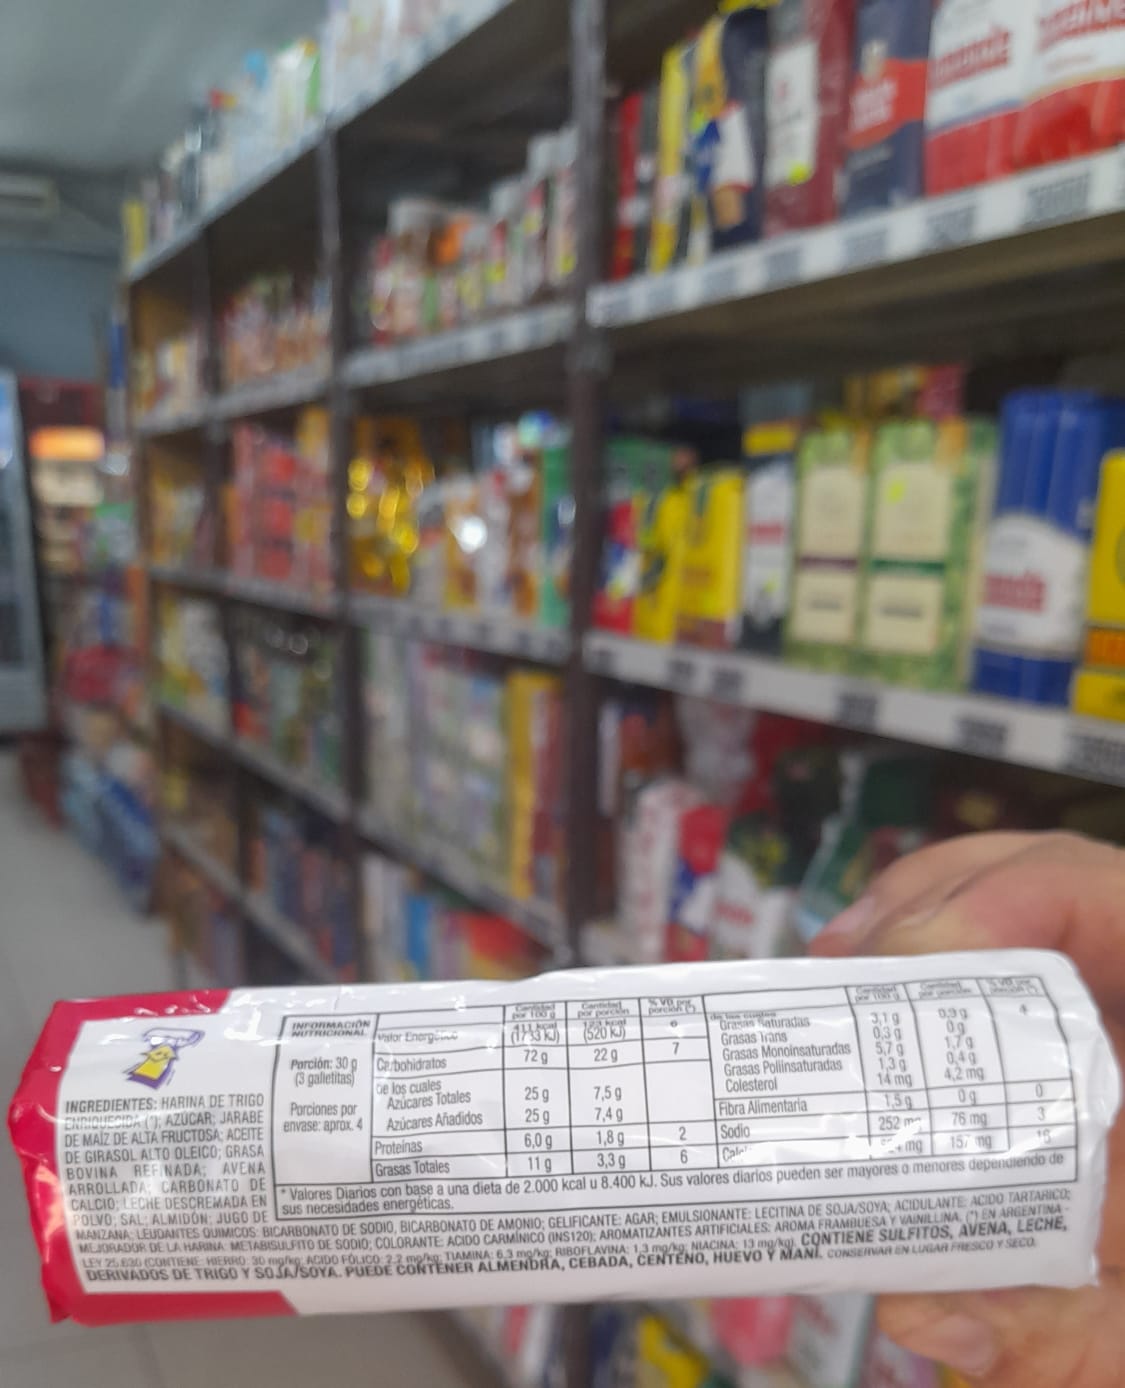 INFORMACIÓN
NUTRICIONAL
Porción: 30 g
(3 galletitas)
Porciones por
envase: aprox. 4
Cantidad por 100 g Cantidad por porción % VD por porción (*)
Valor Energético 411 kcal (1733 kJ) 123 kcal (520 kJ) 6
Carbohidratos 72 g 22 g 7
de los cuales
Azúcares Totales 25 g 7,5 g
Azúcares Añadidos 25 g 7,4 g
Proteínas 6,0 g 1,8 g 2
Grasas Totales 11 g 3,3 g 6
Cantidad por 100 g Cantidad por porción % VD por porción (*)
de las cuales
Grasas Saturadas 3,1 g 0,9 g 4
Grasas Trans 0,3 g 0 g
Grasas Monoinsaturadas 5,7 g 1,7 g
Grasas Poliinsaturadas 1,3 g 0,4 g
Colesterol 14 mg 4,2 mg
Fibra Alimentaria 1,5 g 0 g 0
Sodio 252 mg 76 mg 3
mg 157 mg 16
* Valores Diarios con base a una dieta de 2.000 kcal u 8.400 kJ. Sus valores diarios pueden ser mayores o menores dependiendo de
sus necesidades energéticas.
INGREDIENTES: HARINA DE TRIGO
ENRIQUECIDA (*); AZÚCAR; JARABE
DE MAÍZ DE ALTA FRUCTOSA; ACEITE
DE GIRASOL ALTO OLEICO; GRASA
BOVINA REFINADA; AVENA
ARROLLADA; CARBONATO DE
CALCIO; LECHE DESCREMADA EN
POLVO; SAL; ALMIDÓN; JUGO DE
MANZANA; LEUDANTES QUÍMICOS: BICARBONATO DE SODIO, BICARBONATO DE AMONIO; GELIFICANTE: AGAR; EMULSIONANTE: LECITINA DE SOJA/SOYA; ACIDULANTE: ÁCIDO TARTÁRICO;
MEJORADOR DE LA HARINA: METABISULFITO DE SODIO; COLORANTE: ÁCIDO CARMÍNICO (INS120); AROMATIZANTES ARTIFICIALES: AROMA FRAMBUESA Y VAINILLINA. (*) EN ARGENTINA -
LEY 25.630 (CONTIENE: HIERRO: 30 mg/kg; ÁCIDO FÓLICO: 2,2 mg/kg; TIAMINA: 6,3 mg/kg; RIBOFLAVINA: 1,3 mg/kg; NIACINA: 13 mg/kg). CONTIENE SULFITOS, AVENA, LECHE,
DERIVADOS DE TRIGO Y SOJA/SOYA. PUEDE CONTENER ALMENDRA, CEBADA, CENTENO, HUEVO Y MANÍ. CONSERVAR EN LUGAR FRESCO Y SECO.